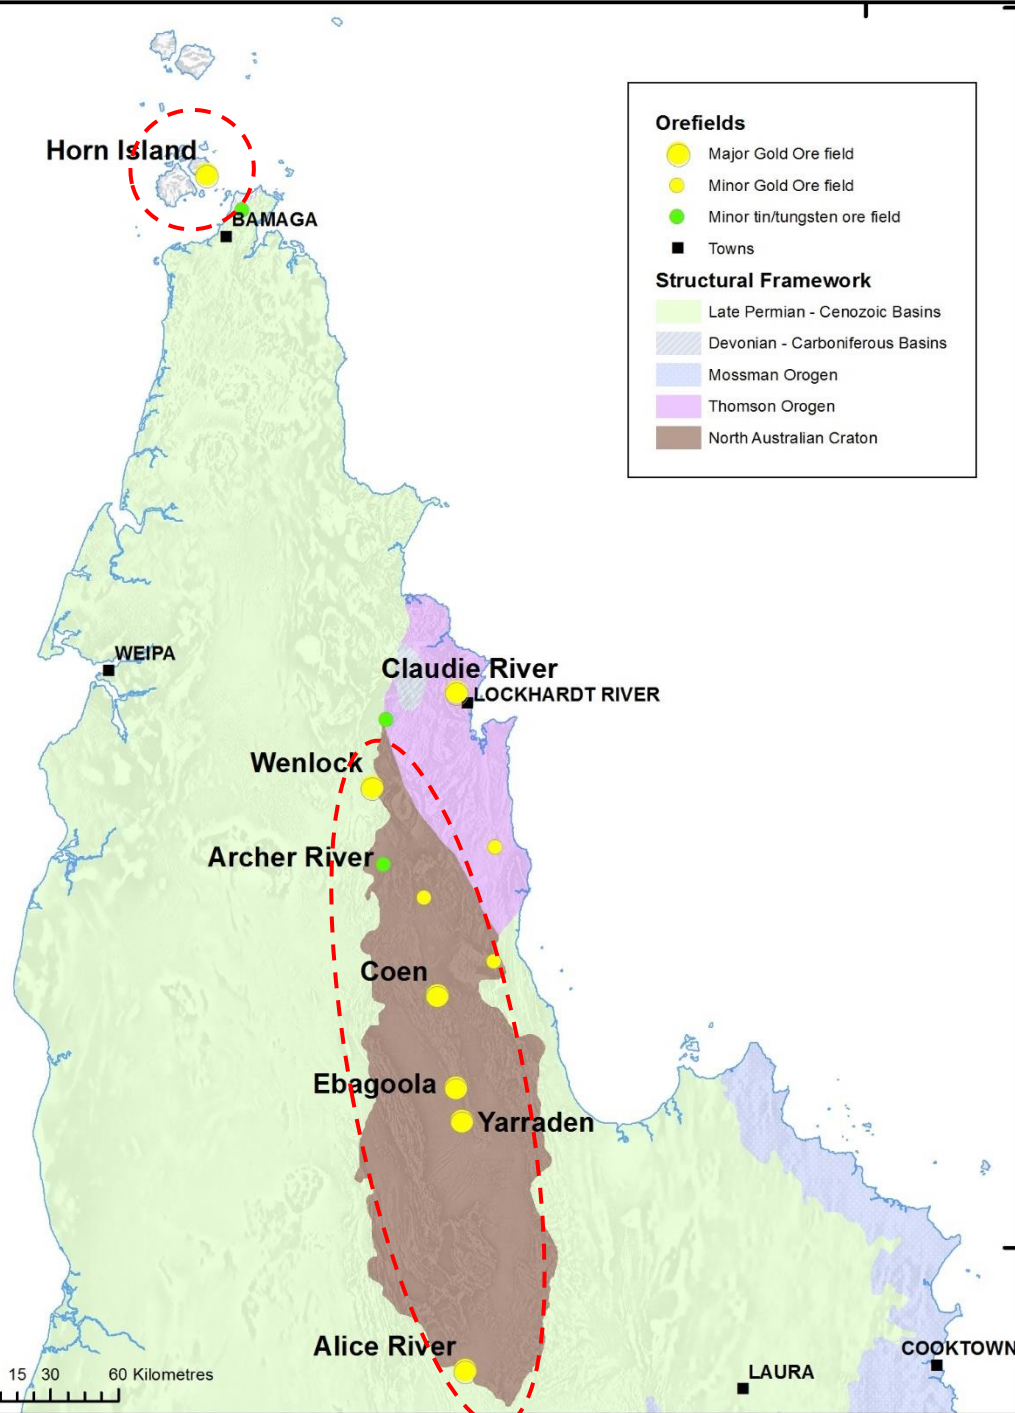 Horn Island
BAMAGA
Orefields
Major Gold Ore field
Minor Gold Ore field
Minor tin/tungsten ore field
Towns
Structural Framework
Late Permian - Cenozoic Basins
Devonian - Carboniferous Basins
Mossman Orogen
Thomson Orogen
North Australian Craton
WEIPA
Claudie River
LOCKHARDT RIVER
Wenlock
Archer River
Coen
Ebagoola
Yarraden
Alice River
COOKTOWN
LAURA
15 30 60 Kilometres